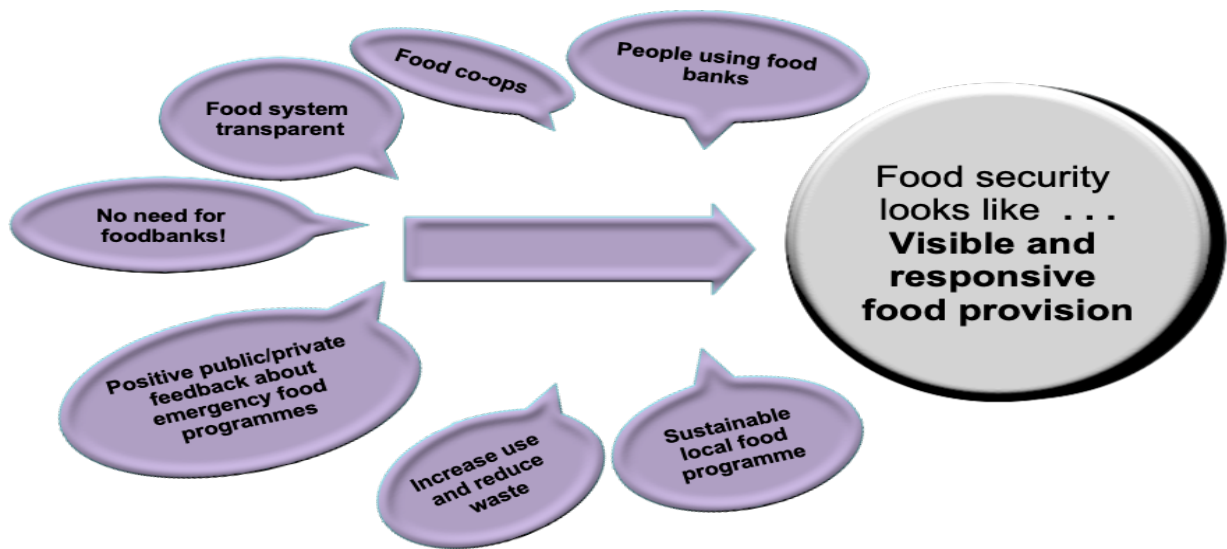 Food co-ops
People using food
banks
Food system
transparent
No need for
foodbanks!
Food security
looks like ...
Visible and
responsive
food provision
Positive public/private
feedback about
emergency food
programmes
Increase use
and reduce
waste
Sustainable
local food
programme